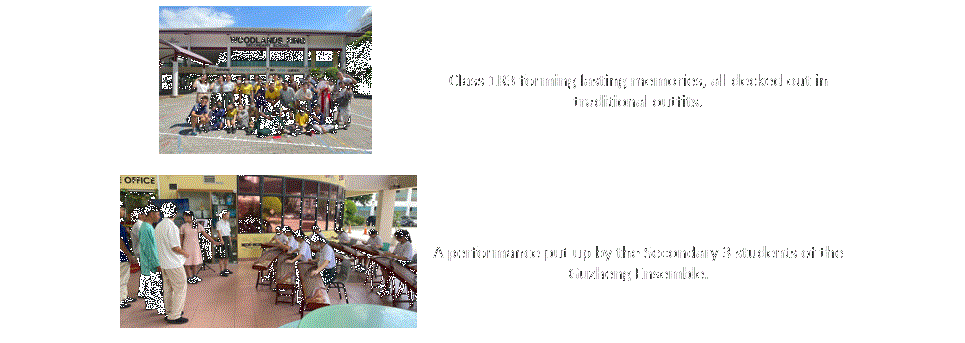 WOODLANDS RING
Class 1R3 forming lasting memories, all decked out in
traditional outfits.
OFFICE
A performance put up by the Secondary 3 students of the
Guzheng Ensemble.